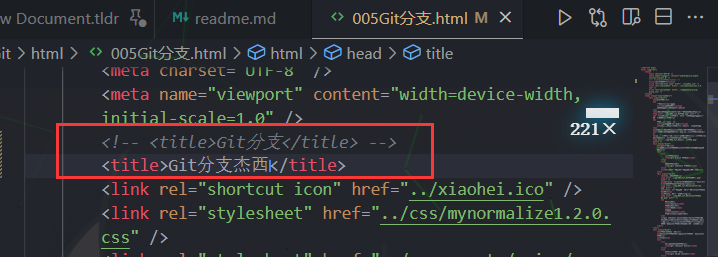 w Document.tldr readme.md 005Git分支.html M
Git > html > 005Git分支.html > html > head > title
<meta charset="UTF-8" />
<meta name="viewport" content="width=device-width,
initial-scale=1.0" />
221×
<!-- <title>Git分支</title> -->
<title>Git分支杰西K/title>
<link rel="shortcut icon" href="../xiaohei.ico" />
<link rel="stylesheet" href="../css/mynormalize1.2.0.
css" />